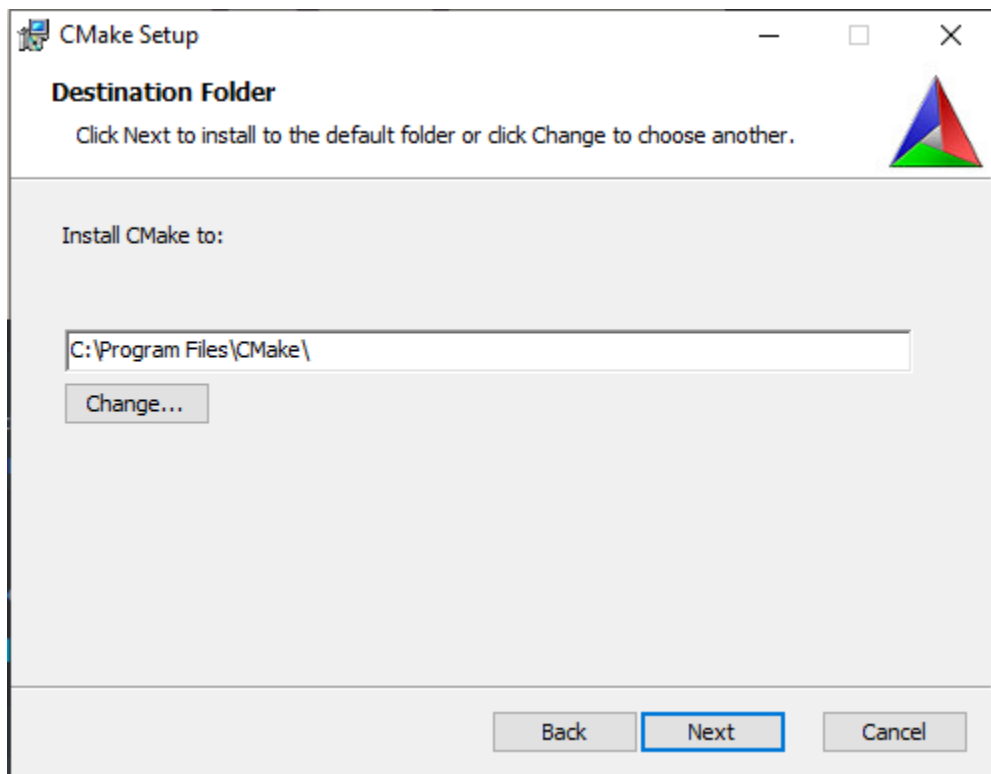 CMake Setup
Destination Folder
Click Next to install to the default folder or click Change to choose another.
Install CMake to:
C:\Program Files\CMake\
Change...
Back Next Cancel